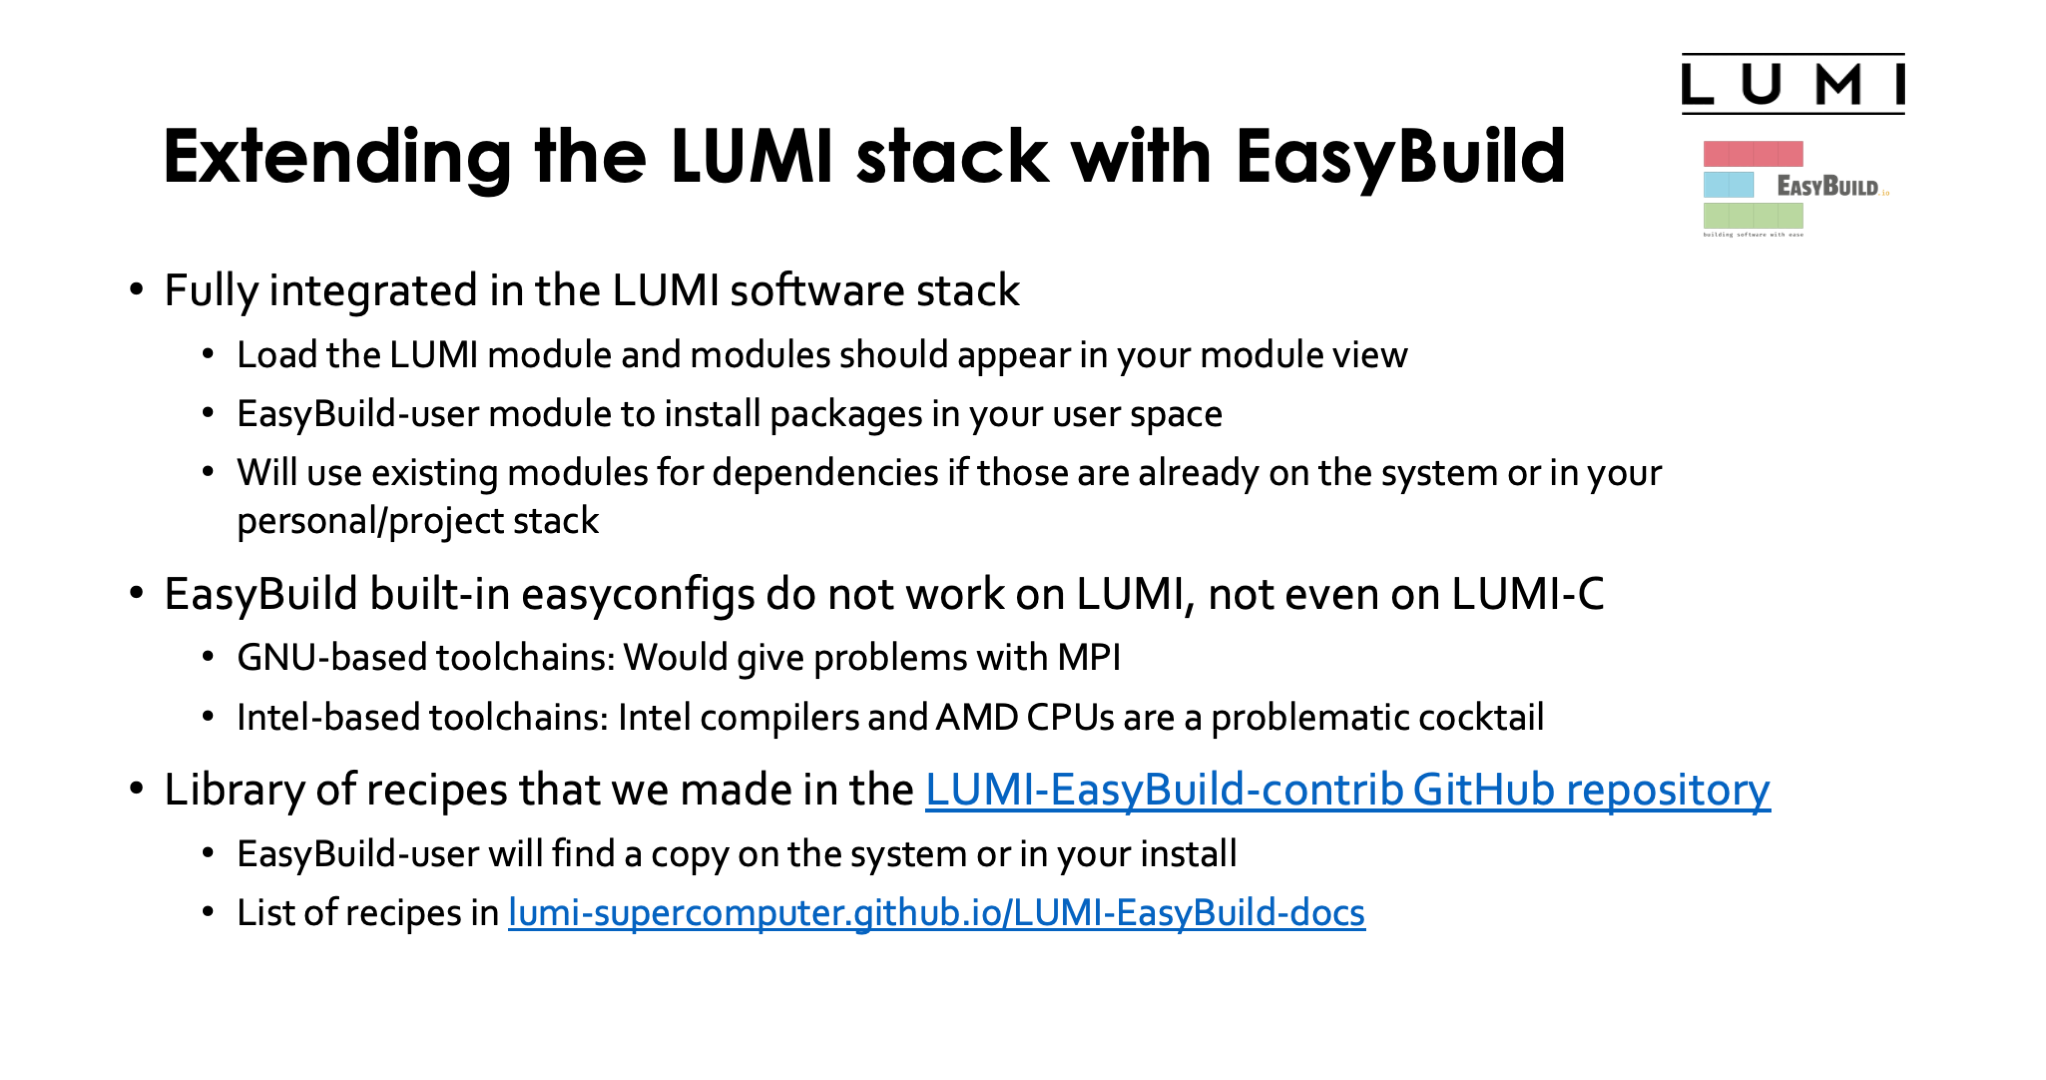 LUMI
Extending the LUMI stack with EasyBuild
EASYBUILD.io
building software with ease
• Fully integrated in the LUMI software stack
• Load the LUMI module and modules should appear in your module view
• EasyBuild-user module to install packages in your user space
• Will use existing modules for dependencies if those are already on the system or in your
personal/project stack
• EasyBuild built-in easyconfigs do not work on LUMI, not even on LUMI-C
• GNU-based toolchains: Would give problems with MPI
• Intel-based toolchains: Intel compilers and AMD CPUs are a problematic cocktail
• Library of recipes that we made in the LUMI-EasyBuild-contrib GitHub repository
• EasyBuild-user will find a copy on the system or in your install
• List of recipes in lumi-supercomputer.github.io/LUMI-EasyBuild-docs